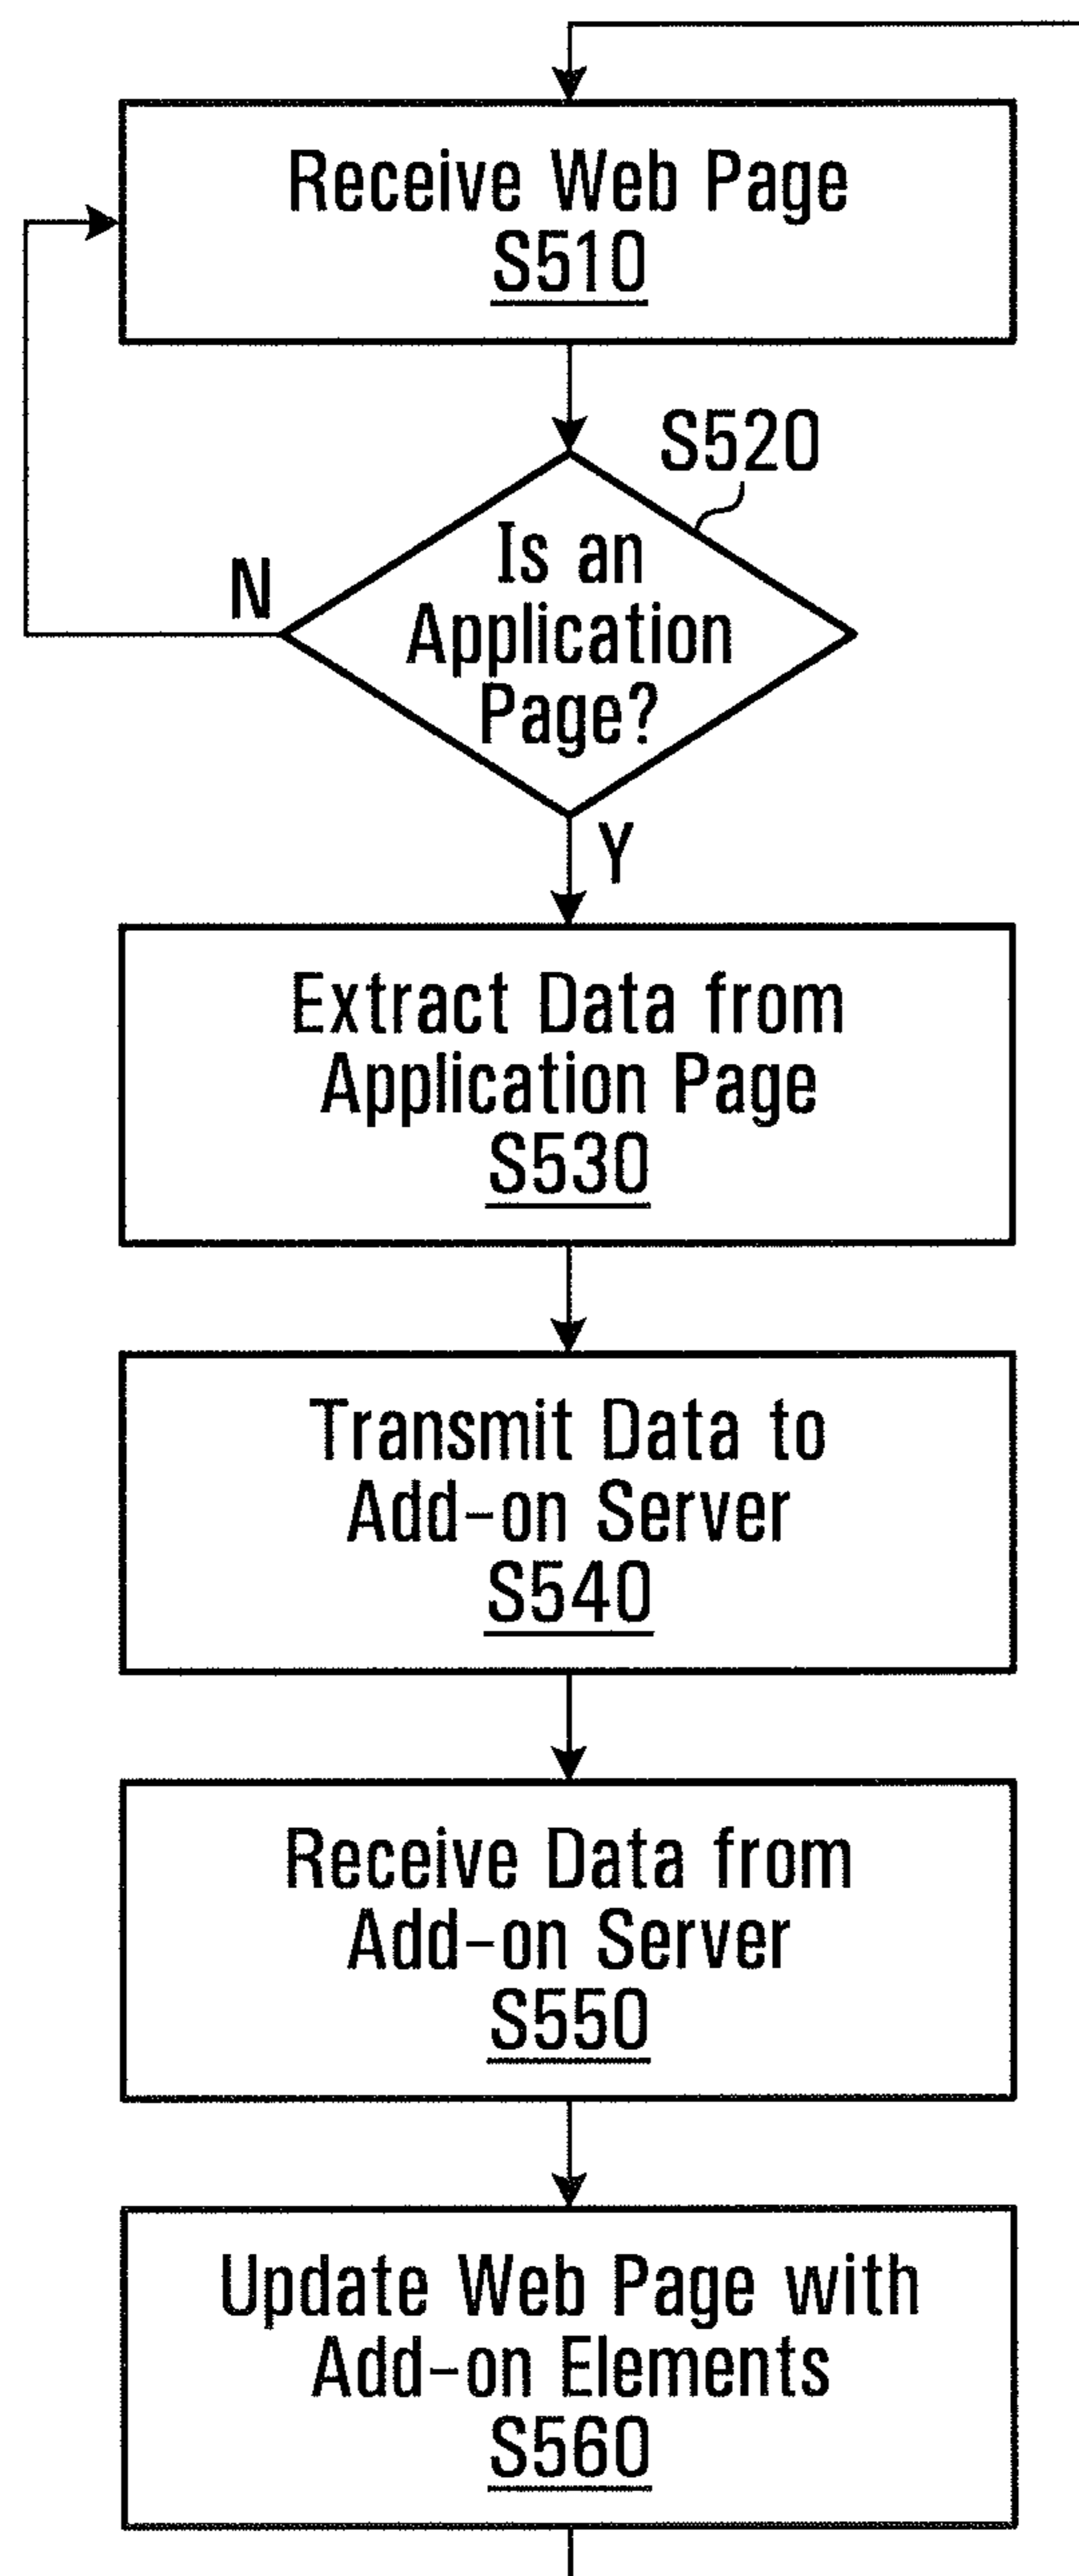 Receive Web Page
S510
S520
Is an
Application
Page?
N
Y
Extract Data from
Application Page
S530
Transmit Data to
Add-on Server
S540
Receive Data from
Add-on Server
S550
Update Web Page with
Add-on Elements
S560